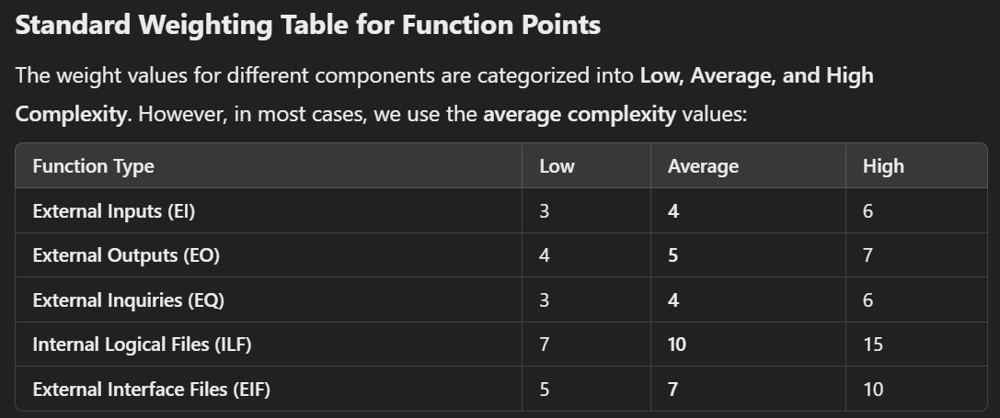 Standard Weighting Table for Function Points
The weight values for different components are categorized into Low, Average, and High
Complexity. However, in most cases, we use the average complexity values:
Function Type Low Average High
External Inputs (EI) 3 4 6
External Outputs (EO) 4 5 7
External Inquiries (EQ) 3 4 6
Internal Logical Files (ILF) 7 10 15
External Interface Files (EIF) 5 7 10